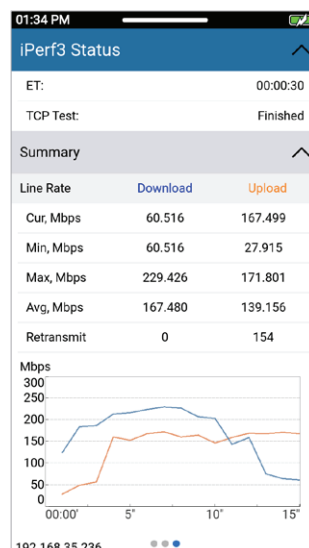 01:34 PM
iPerf3 Status
ET: 00:00:30
TCP Test: Finished
Summary
Line Rate Download Upload
Cur, Mbps 60.516 167.499
Min, Mbps 60.516 27.915
Max, Mbps 229.426 171.801
Avg, Mbps 167.480 139.156
Retransmit 0 154
Mbps
300
250
200
150
100
50
0
00:00' 5" 10" 15"
192.168.35.236